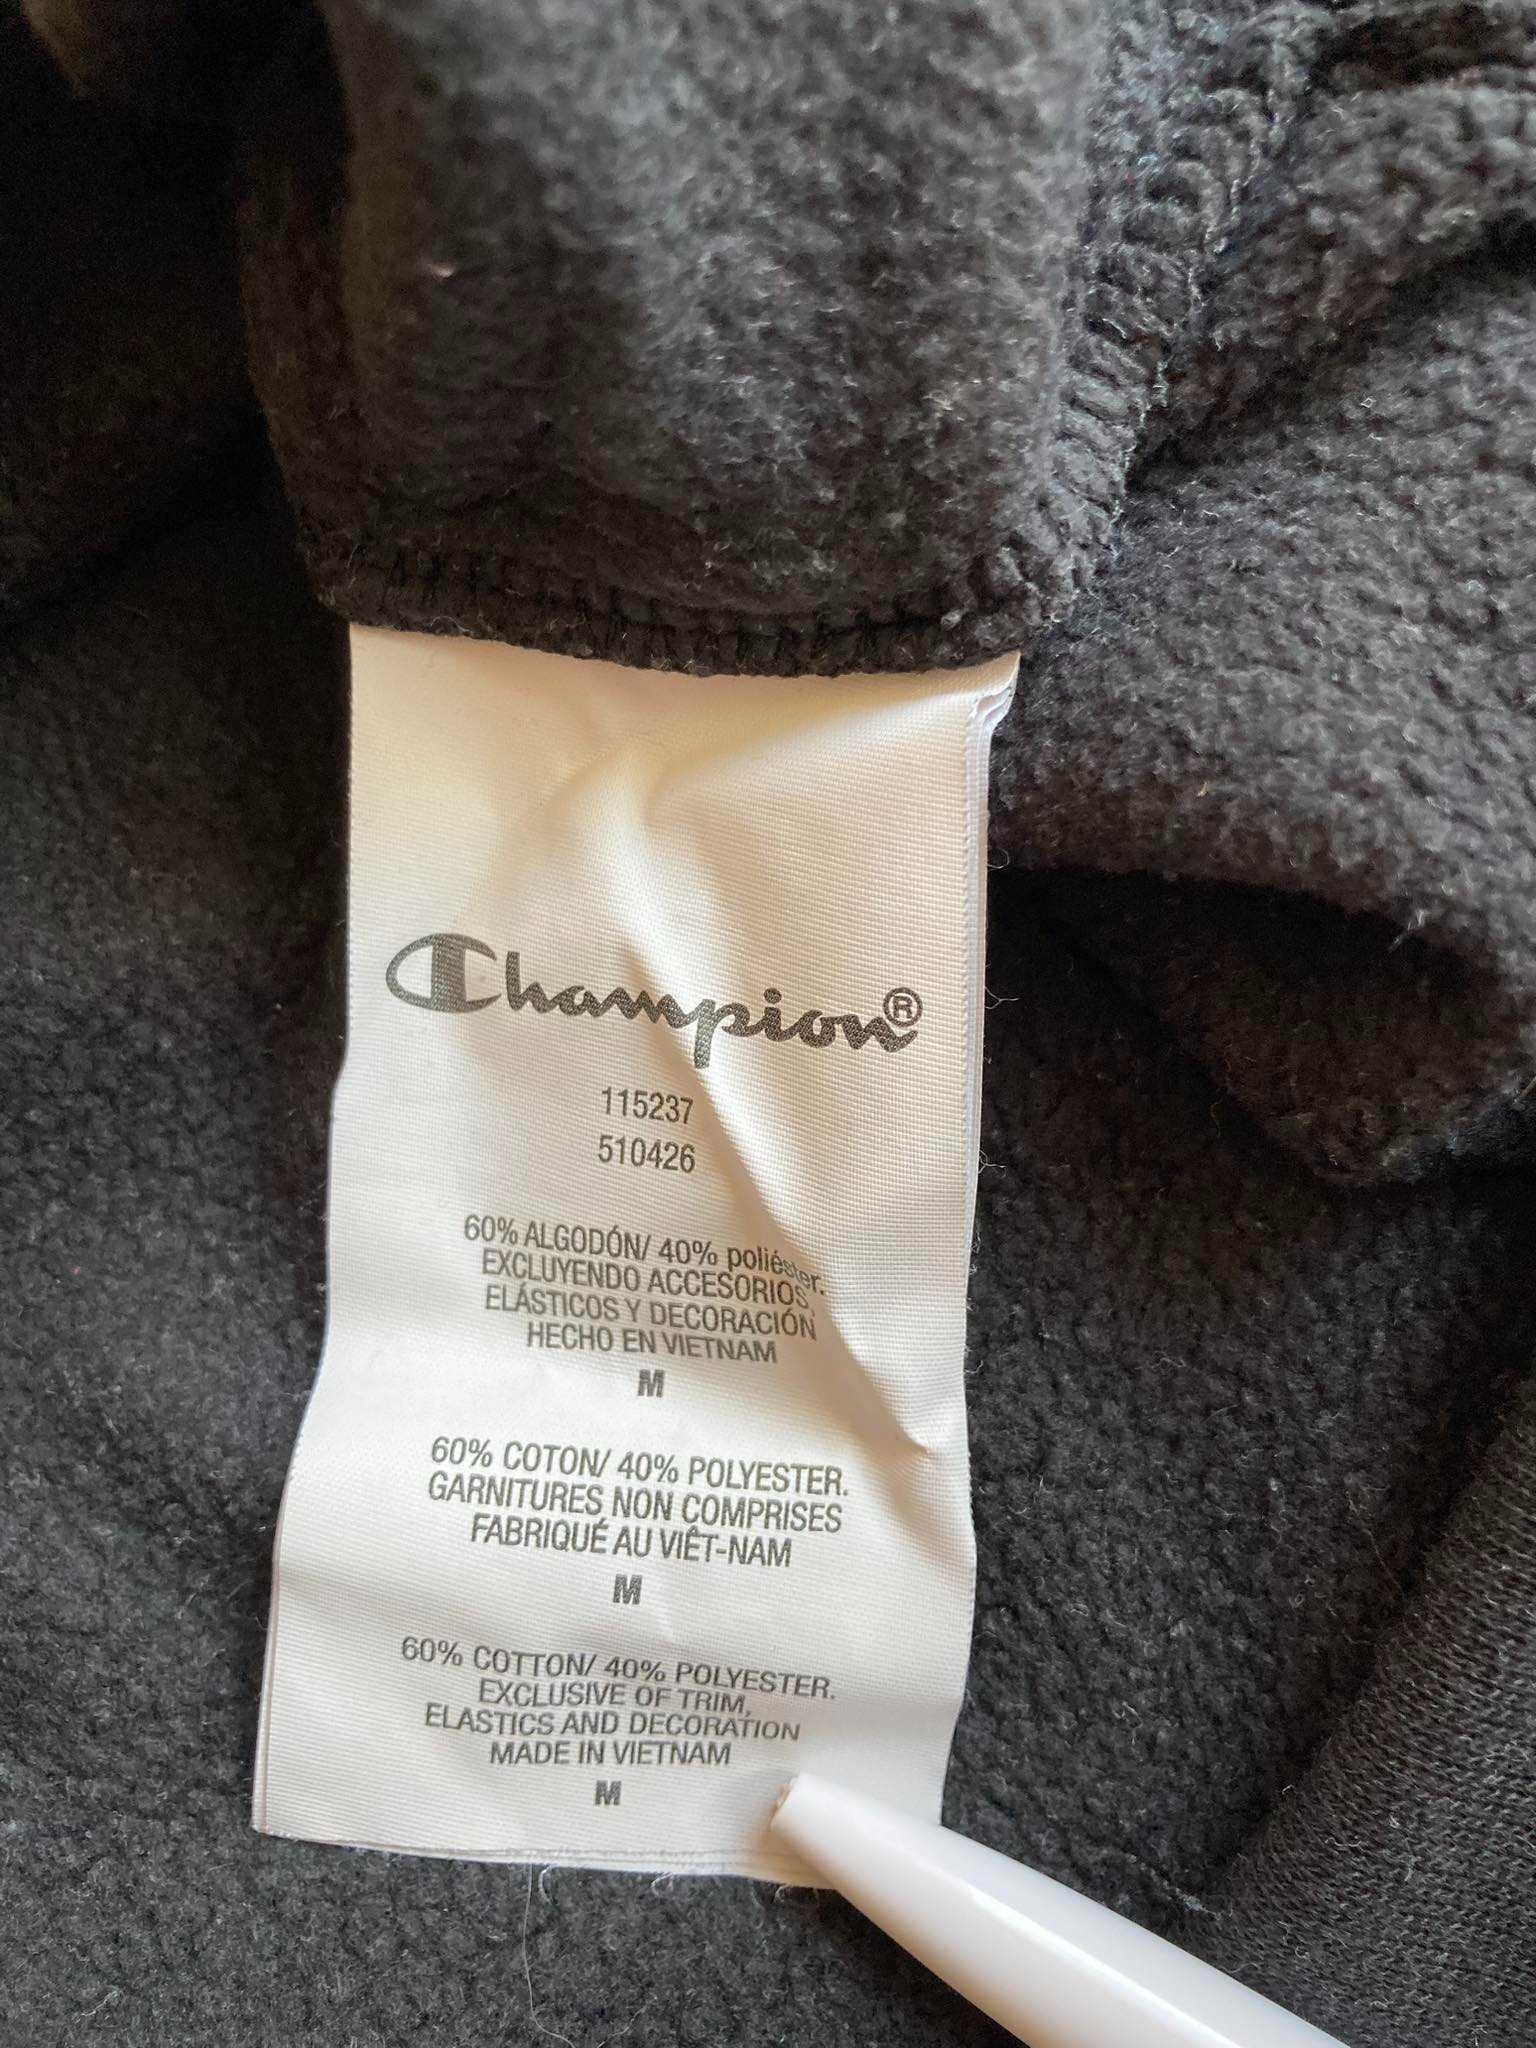 Champion®
115237
510426
60% ALGODÓN/ 40% poliéster.
EXCLUYENDO ACCESORIOS,
ELÁSTICOS Y DECORACIÓN
HECHO EN VIETNAM
M
60% COTON/ 40% POLYESTER.
GARNITURES NON COMPRISES
FABRIQUÉ AU VIÊT-NAM
M
60% COTTON/ 40% POLYESTER.
EXCLUSIVE OF TRIM,
ELASTICS AND DECORATION
MADE IN VIETNAM
M